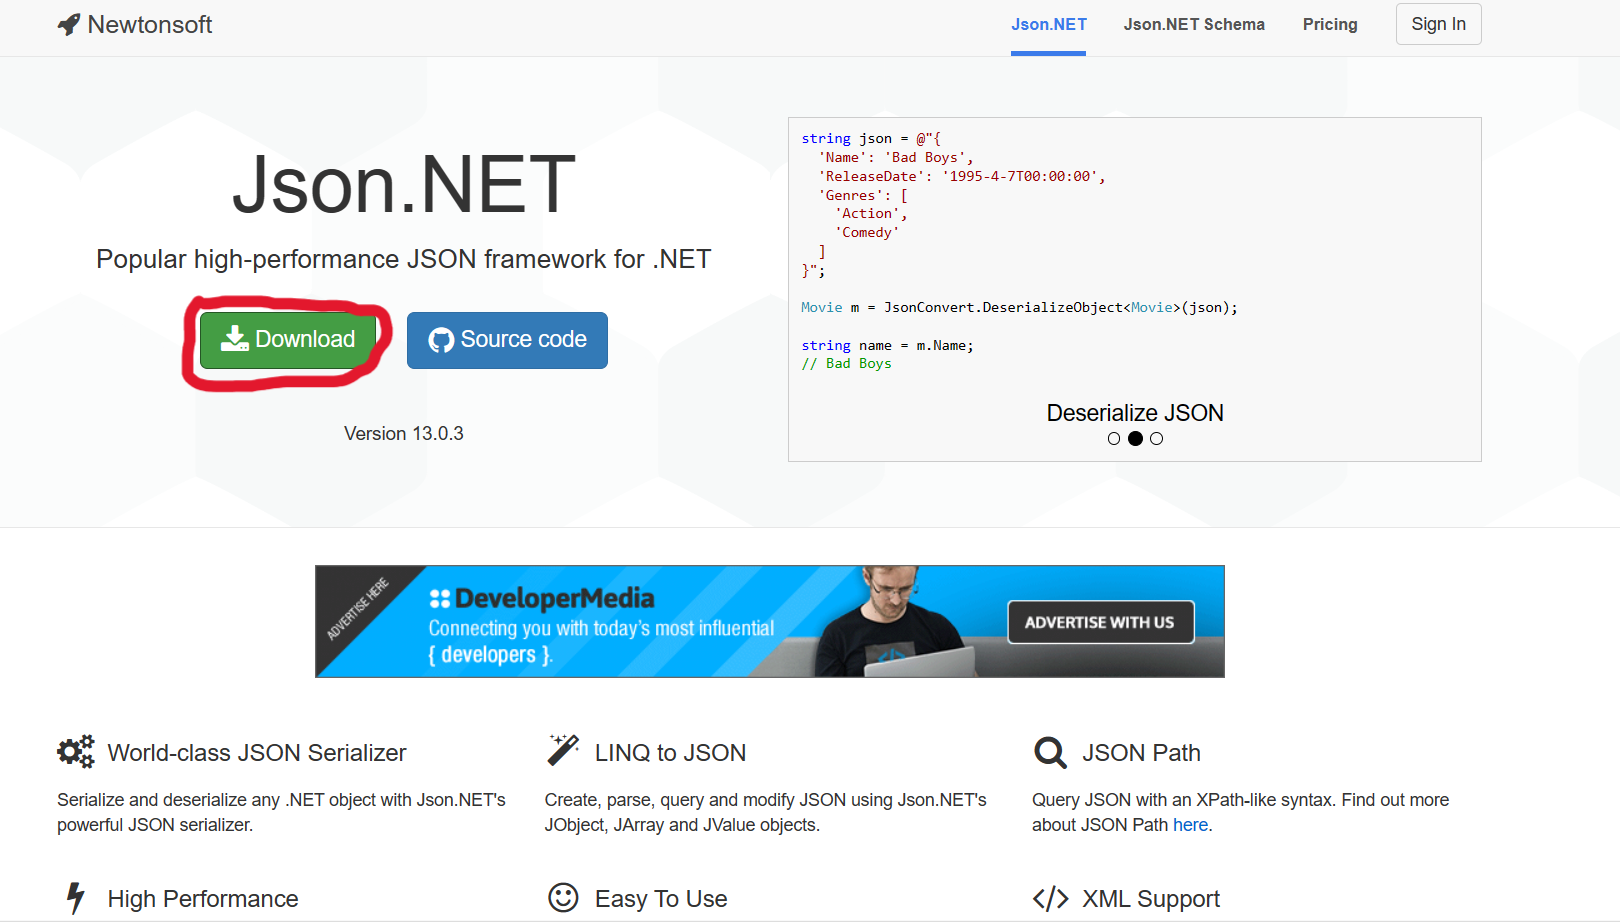 Newtonsoft
Json.NET
Json.NET Schema
Pricing
Sign In
Json.NET
Popular high-performance JSON framework for .NET
Download
Source code
Version 13.0.3
string json = @"{
  'Name': 'Bad Boys',
  'ReleaseDate': '1995-4-7T00:00:00',
  'Genres': [
    'Action',
    'Comedy'
  ]
}";
Movie m = JsonConvert.DeserializeObject<Movie>(json);
string name = m.Name;
// Bad Boys
Deserialize JSON
ADVERTISE HERE
DeveloperMedia
Connecting you with today's most influential
{ developers }.
</>
ADVERTISE WITH US
World-class JSON Serializer
Serialize and deserialize any .NET object with Json.NET's
powerful JSON serializer.
LINQ to JSON
Create, parse, query and modify JSON using Json.NET's
JObject, JArray and JValue objects.
JSON Path
Query JSON with an XPath-like syntax. Find out more
about JSON Path here.
High Performance
Easy To Use
XML Support